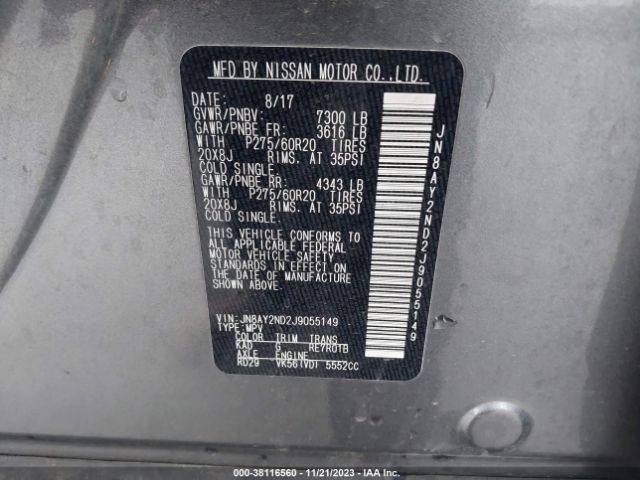 MFD BY NISSAN MOTOR CO.,LTD.
DATE: 8/17
GVWR/PNBV: 7300 LB
GAWR/PNBE FR: 3616 LB
WITH P275/60R20 TIRES
20X8J RIMS. AT 35PSI
COLD SINGLE.
GAWR/PNBE RR: 4343 LB
WITH P275/60R20 TIRES
20X8J RIMS. AT 35PSI
COLD SINGLE.
THIS VEHICLE CONFORMS TO
ALL APPLICABLE FEDERAL
MOTOR VEHICLE SAFETY
STANDARDS IN EFFECT ON
THE DATE OF MANUFACTURE
SHOWN ABOVE
VIN: JN8AY2ND2J9055149
TYPE: MPV
COLOR TRIM TRANS
KAD G RE7R01B
AXLE ENGINE
RD29 VK56(VD) 5552CC
JN8AY2ND2J9055149
000-38116560 - 11/21/2023 - IAA Inc.